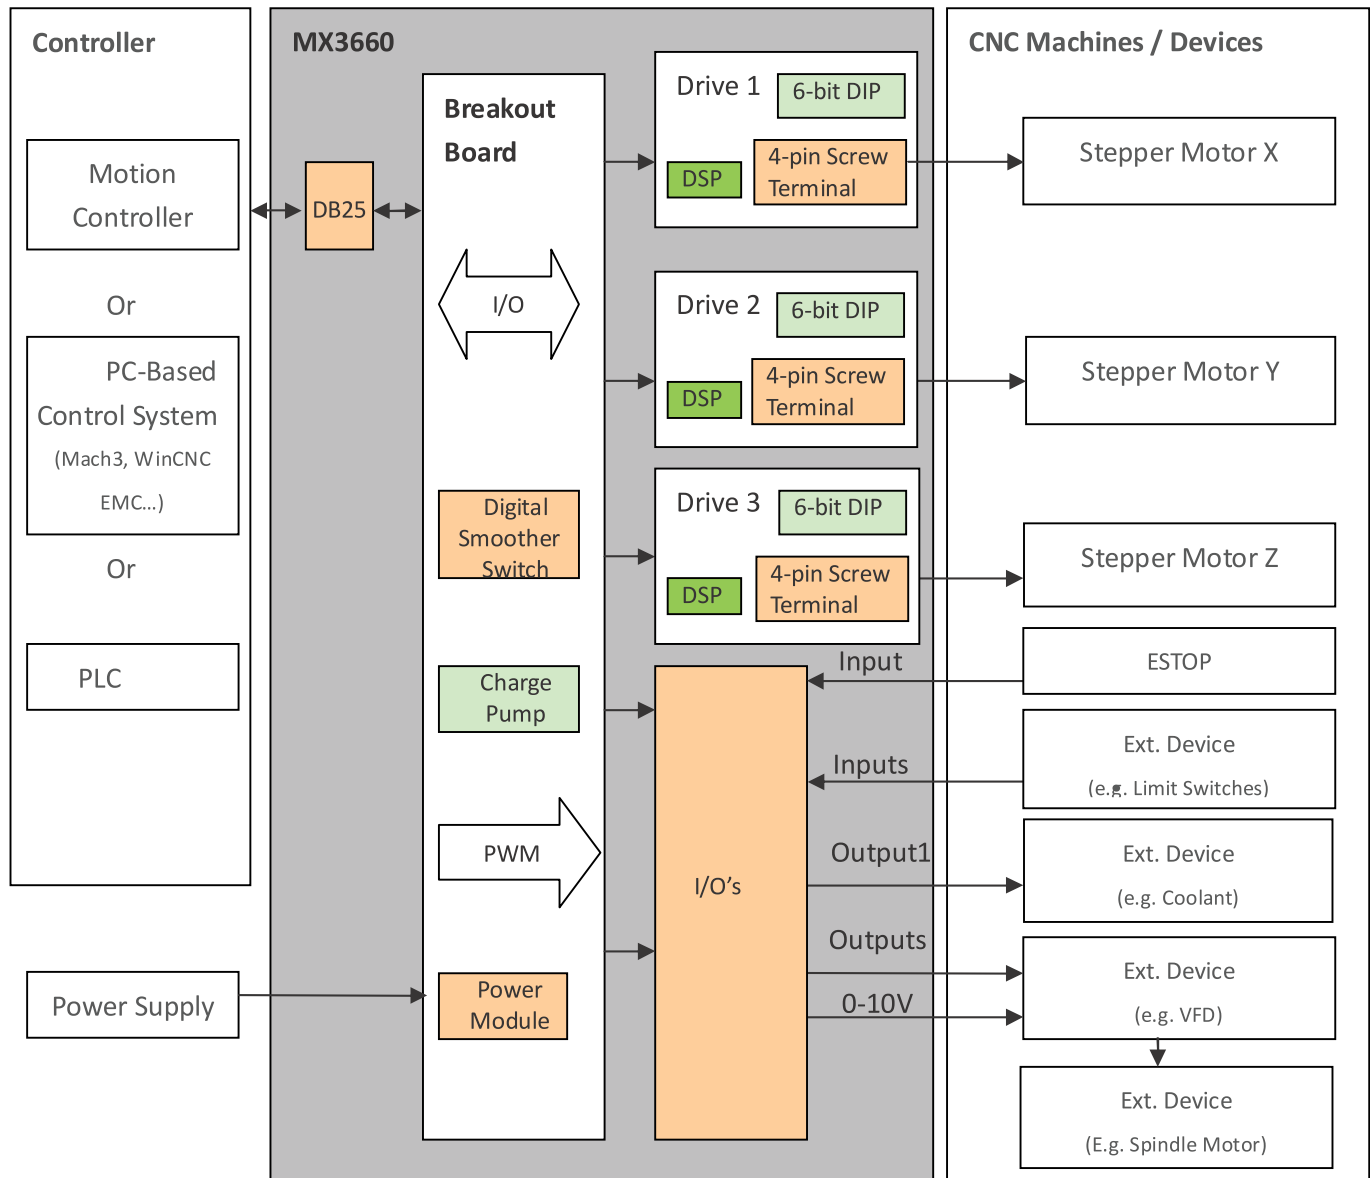 Controller
Motion
Controller
Or
PC-Based
Control System
(Mach3, WinCNC
EMC...)
Or
PLC
Power Supply
MX3660
DB25
Breakout
Board
I/O
Digital
Smoother
Switch
Charge
Pump
PWM
Power
Module
Drive 1
6-bit DIP
DSP
4-pin Screw
Terminal
Drive 2
6-bit DIP
DSP
4-pin Screw
Terminal
Drive 3
6-bit DIP
DSP
4-pin Screw
Terminal
I/O's
Input
Inputs
Output1
Outputs
0-10V
CNC Machines / Devices
Stepper Motor X
Stepper Motor Y
Stepper Motor Z
ESTOP
Ext. Device
(e.g. Limit Switches)
Ext. Device
(e.g. Coolant)
Ext. Device
(e.g. VFD)
Ext. Device
(E.g. Spindle Motor)